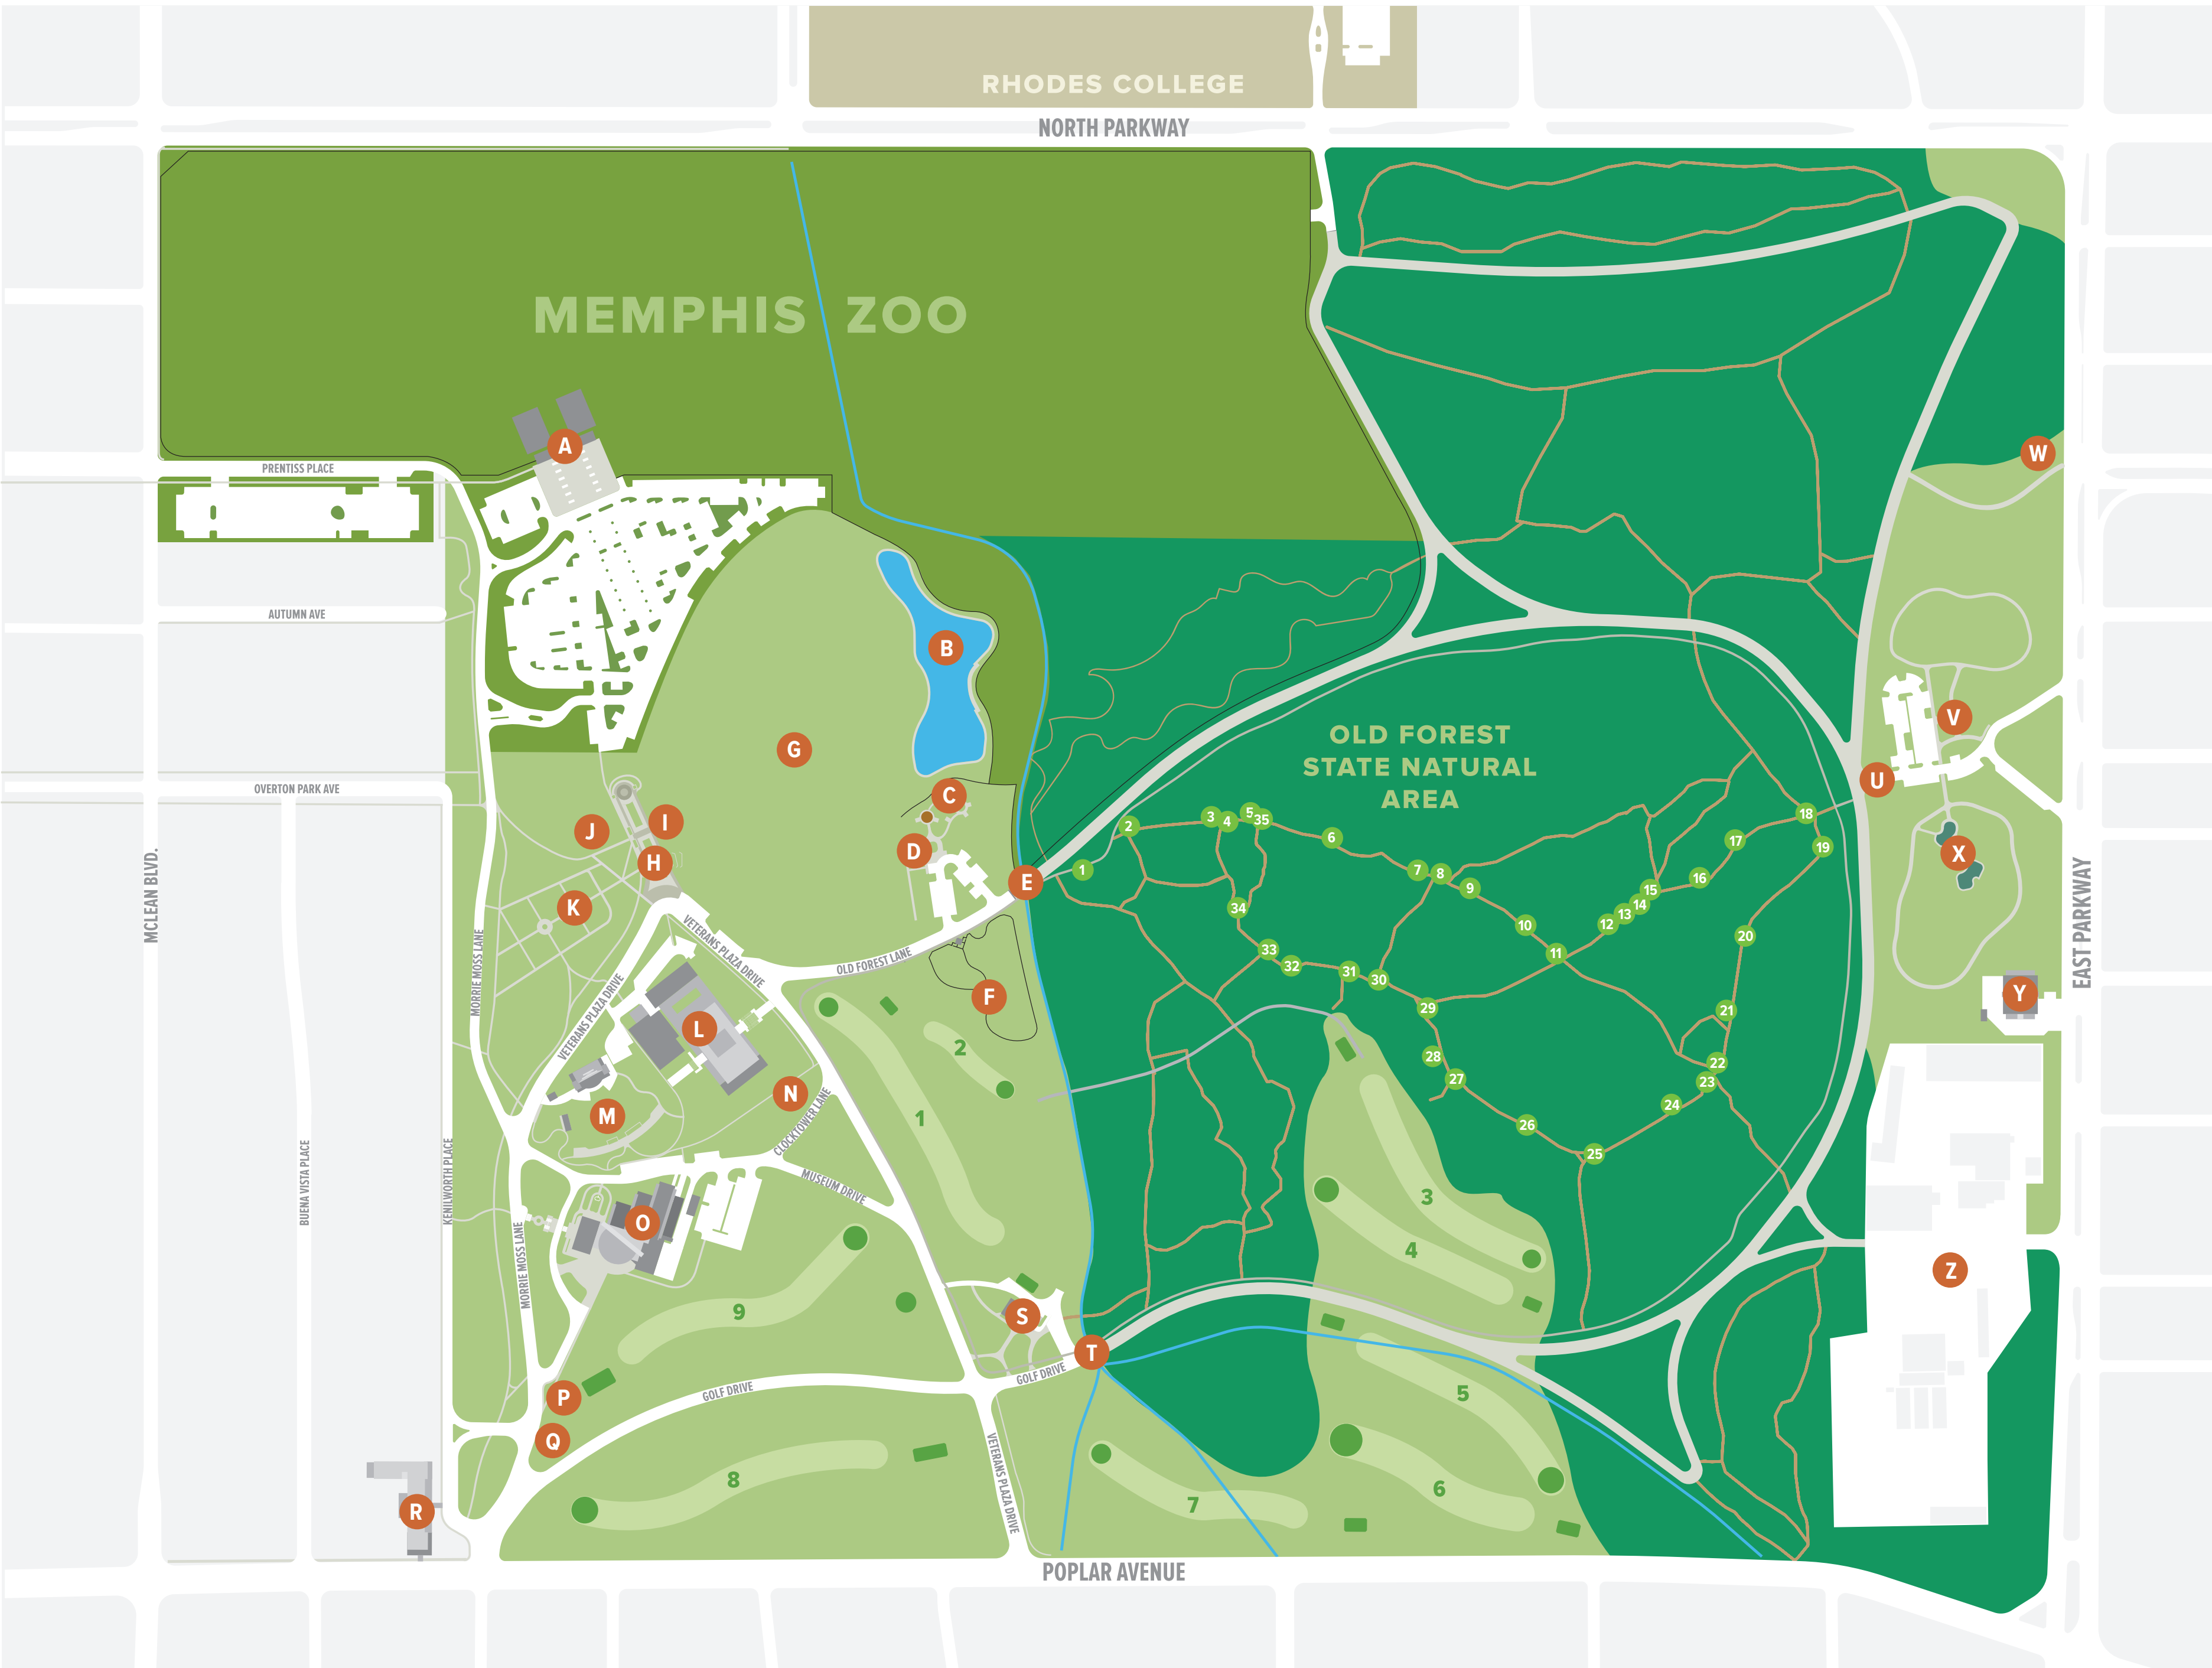 RHODES COLLEGE
NORTH PARKWAY
MEMPHIS ZOO
A
PRENTISS PLACE
W
AUTUMN AVE
B
V
OLD FOREST
STATE NATURAL
AREA
G
U
OVERTON PARK AVE
C
I
J
H
D
E
K
X
1
2
3
4
5
35
6
7
8
9
10
11
12
13
14
15
16
17
18
19
20
21
22
23
24
25
26
27
28
29
30
31
32
33
34
MCLEAN BLVD.
EAST PARKWAY
VETERANS PLAZA DRIVE
OLD FOREST LANE
MORRIE MOSS LANE
VETERANS PLAZA DRIVE
F
Y
L
2
N
M
1
CLOCKTOWER LANE
MUSEUM DRIVE
BUENA VISTA PLACE
KENILWORTH PLACE
3
O
4
MORRIE MOSS LANE
Z
9
S
T
GOLF DRIVE
GOLF DRIVE
P
5
Q
VETERANS PLAZA DRIVE
8
6
7
R
POPLAR AVENUE